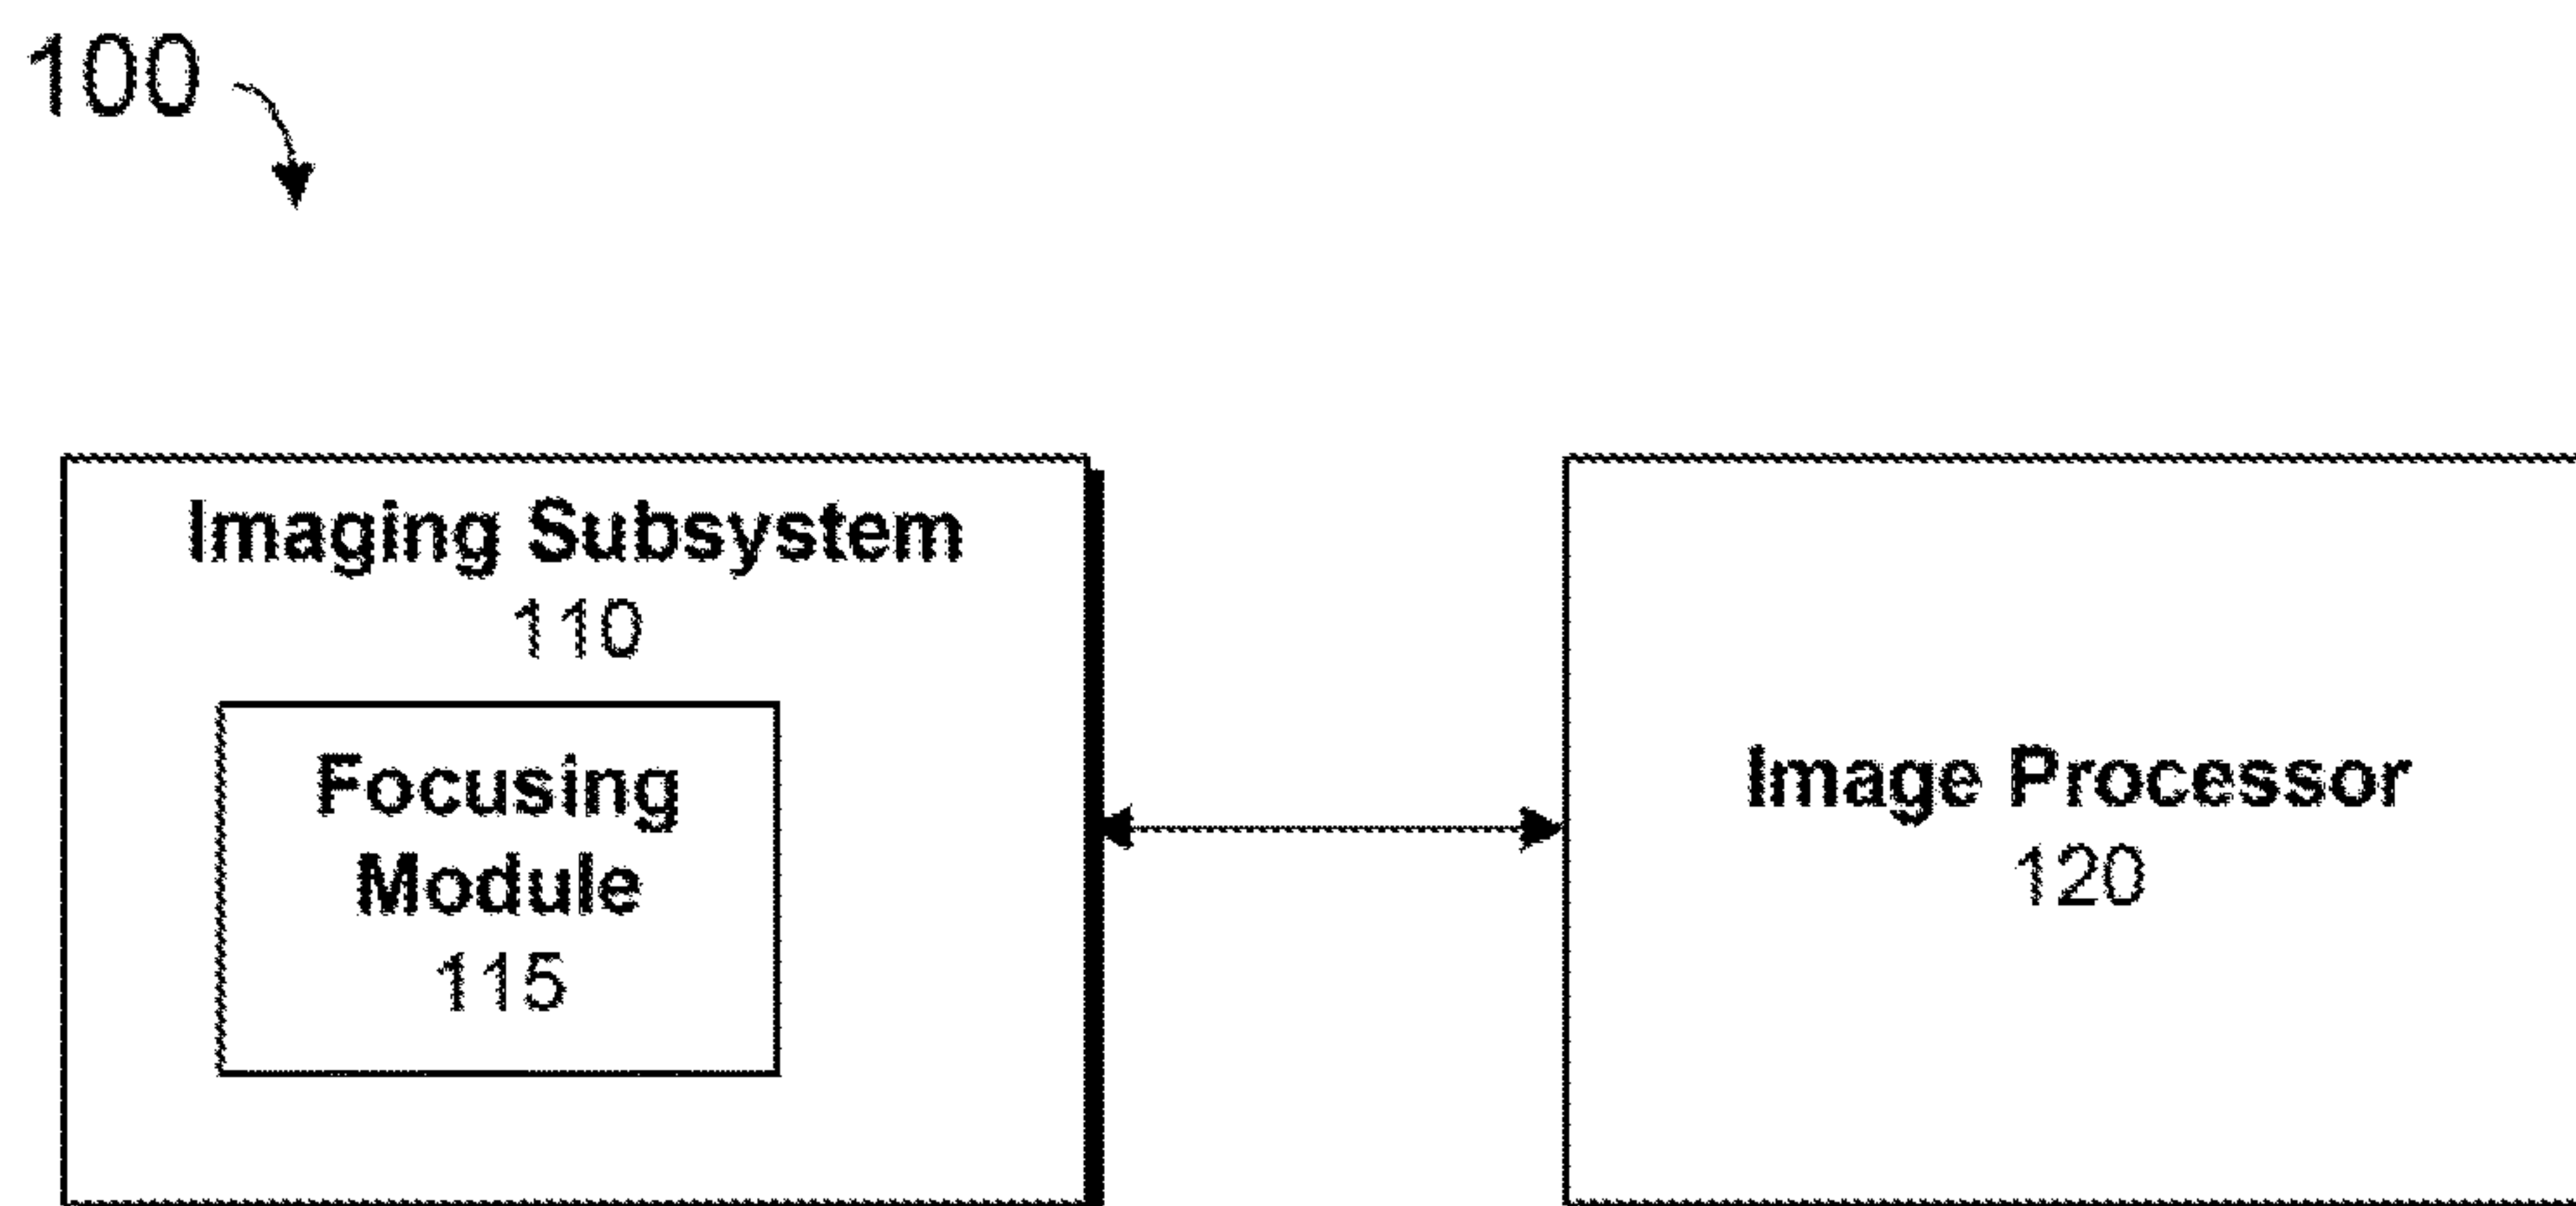 100
Imaging Subsystem
110
Focusing
Module
115
Image Processor
120